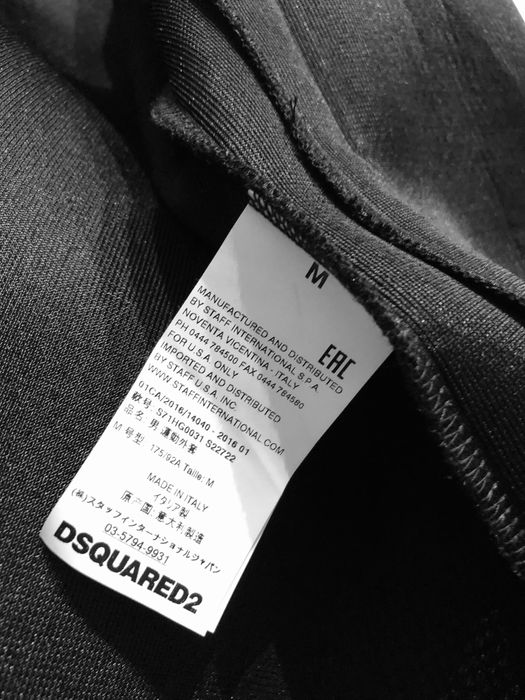 M
EAC
MANUFACTURED AND DISTRIBUTED
BY STAFF INTERNATIONAL S.P.A.
NOVENTA VICENTINA - ITALY
PH 0444 784500 FAX 0444 784580
FOR U.S.A. ONLY
IMPORTED AND DISTRIBUTED
BY STAFF U.S.A. INC.
WWW.STAFFINTERNATIONAL.COM
01CA/2016/14040 - 2016 01
款号: S71HG0031 S22722
品名: 男 運動外套
M 号型 175/92A Taille: M
MADE IN ITALY
イタリア製
原产国:意大利製造
(株)スタッフインターナショナルジャパン
03-5794-9931
DSQUARED2